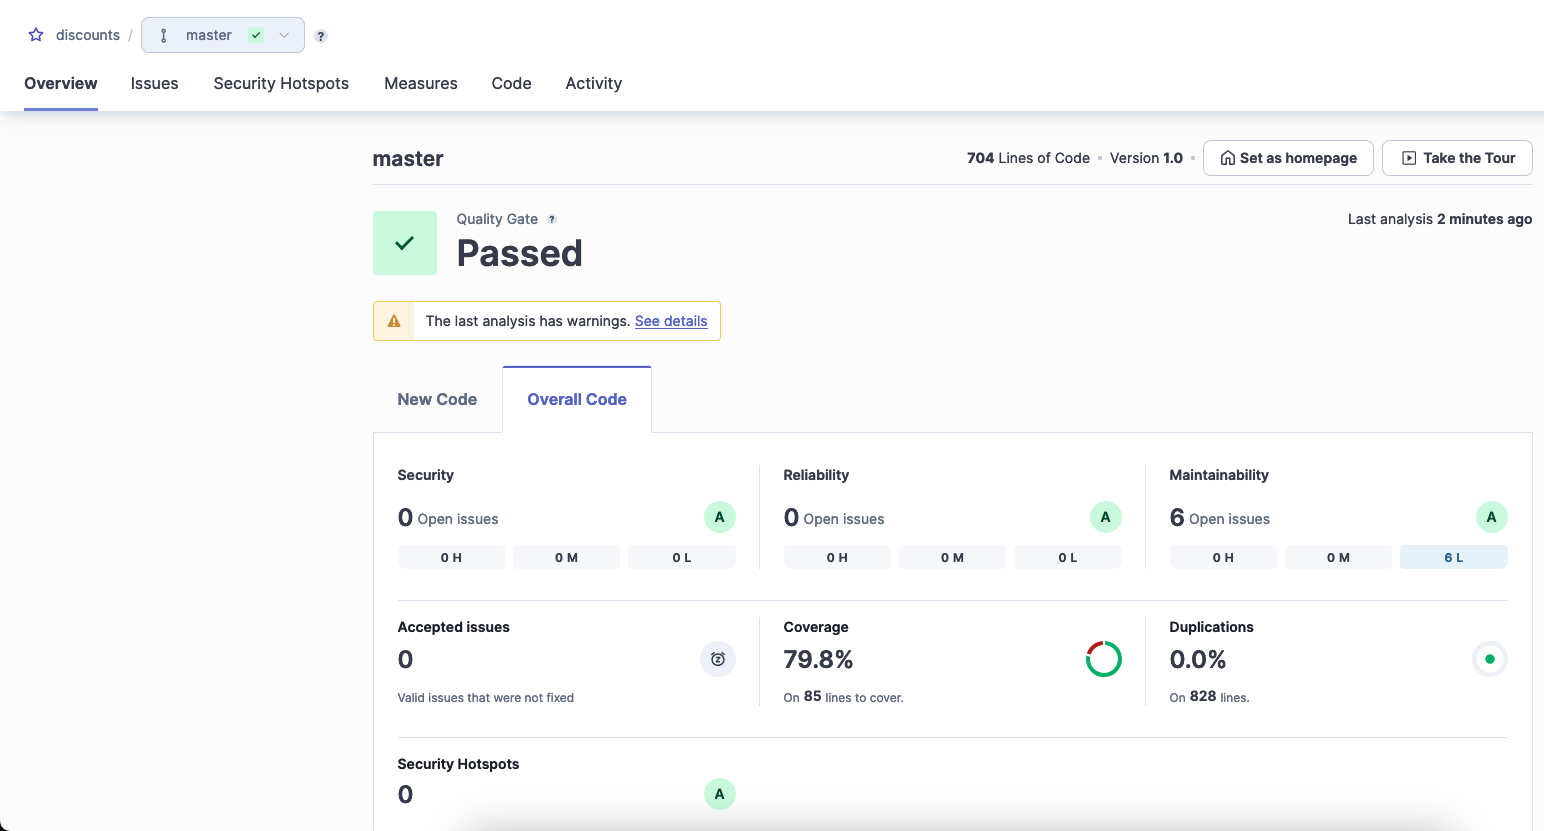 discounts / master ?
Overview Issues Security Hotspots Measures Code Activity
master 704 Lines of Code • Version 1.0 • Set as homepage Take the Tour
Quality Gate ? Last analysis 2 minutes ago
Passed
The last analysis has warnings. See details
New Code Overall Code
Security Reliability Maintainability
0 Open issues A 0 Open issues A 6 Open issues A
0 H 0 M 0 L 0 H 0 M 0 L 0 H 0 M 6 L
Accepted issues Coverage Duplications
0 79.8% 0.0%
Valid issues that were not fixed On 85 lines to cover. On 828 lines.
Security Hotspots
0 A